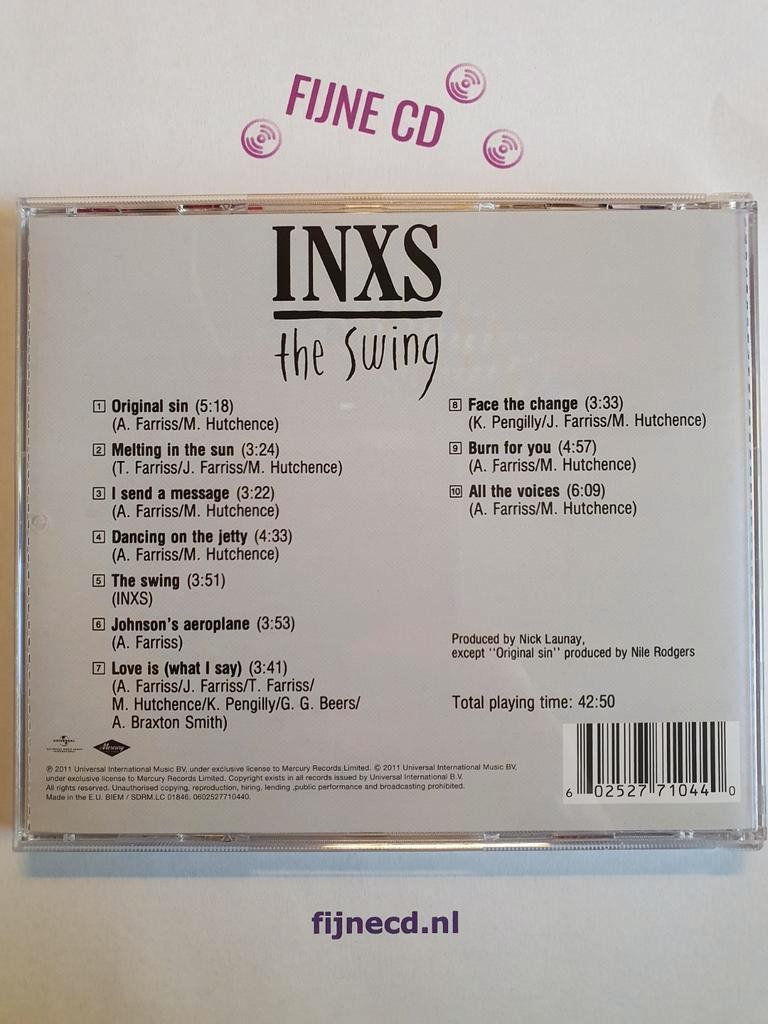 FIJNE CD
INXS
the swing
1 Original sin (5:18)
(A. Farriss/M. Hutchence)
2 Melting in the sun (3:24)
(T. Farriss/J. Farriss/M. Hutchence)
3 I send a message (3:22)
(A. Farriss/M. Hutchence)
4 Dancing on the jetty (4:33)
(A. Farriss/M. Hutchence)
5 The swing (3:51)
(INXS)
6 Johnson's aeroplane (3:53)
(A. Farriss)
7 Love is (what I say) (3:41)
(A. Farriss/J. Farriss/T. Farriss/
M. Hutchence/K. Pengilly/G. G. Beers/
A. Braxton Smith)
8 Face the change (3:33)
(K. Pengilly/J. Farriss/M. Hutchence)
9 Burn for you (4:57)
(A. Farriss/M. Hutchence)
10 All the voices (6:09)
(A. Farriss/M. Hutchence)
Produced by Nick Launay,
except "Original sin" produced by Nile Rodgers
Total playing time: 42:50
UNIVERSAL
Mercury
℗ 2011 Universal International Music BV, under exclusive license to Mercury Records Limited. © 2011 Universal International Music BV,
under exclusive license to Mercury Records Limited. Copyright exists in all records issued by Universal International B.V.
All rights reserved. Unauthorised copying, reproduction, hiring, lending ,public performance and broadcasting prohibited.
Made in the E.U. BIEM / SDRM.LC 01846. 0602527710440.
6 02527 71044 0
fijnecd.nl